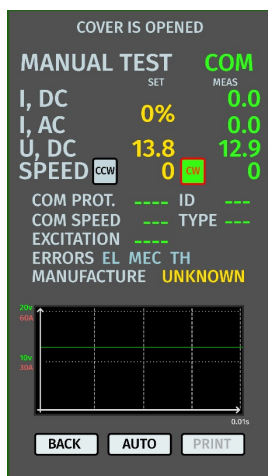 COVER IS OPENED
MANUAL TEST COM
SET MEAS
I, DC 0.0
0%
I, AC 0.0
U, DC 13.8 12.9
SPEED CCW 0 CW 0
COM PROT. ---- ID ---
COM SPEED --- TYPE ---
EXCITATION ----
ERRORS EL MEC TH
MANUFACTURE UNKNOWN
20v
60A
10v
30A
0.01s
BACK AUTO PRINT